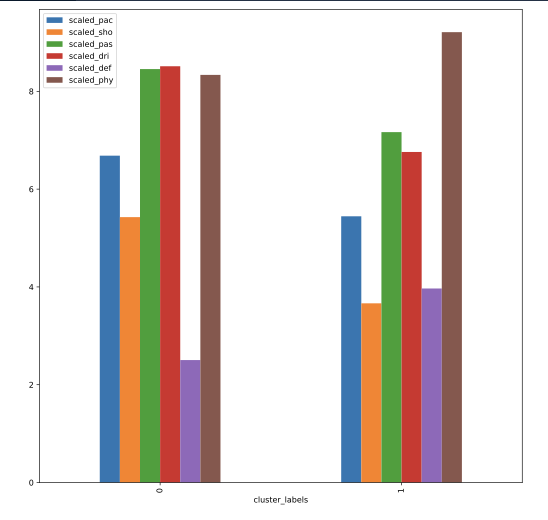 scaled_pac
scaled_sho
scaled_pas
scaled_dri
scaled_def
scaled_phy
8
6
4
2
0
0
1
cluster_labels